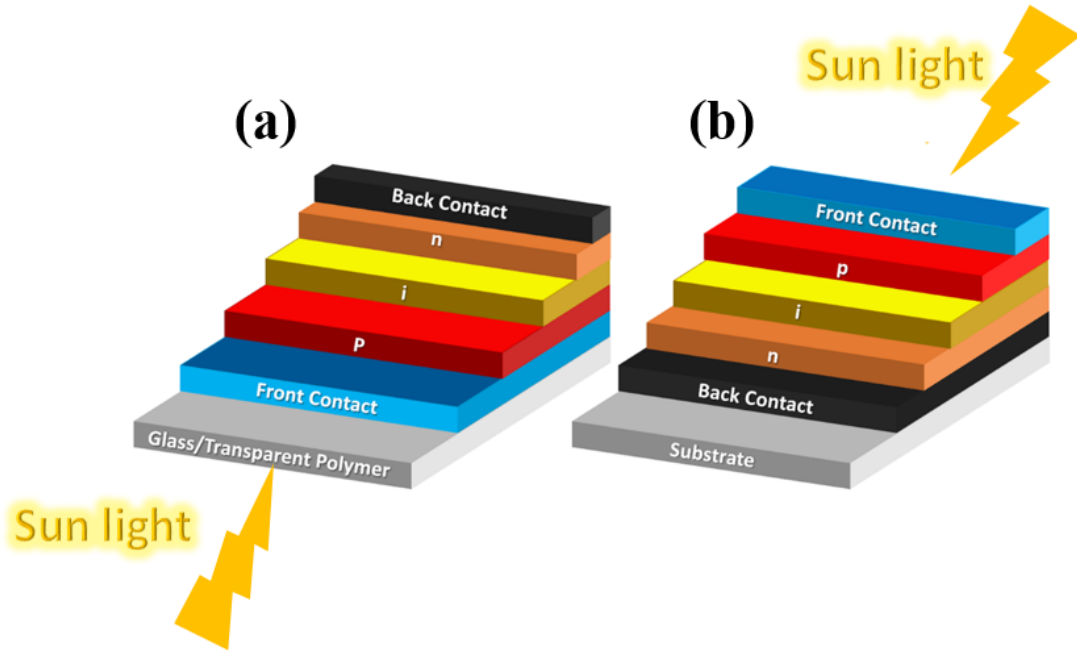 (a)
Back Contact
n
i
P
Front Contact
Glass/Transparent Polymer
Sun light
(b)
Sun light
Front Contact
p
i
n
Back Contact
Substrate